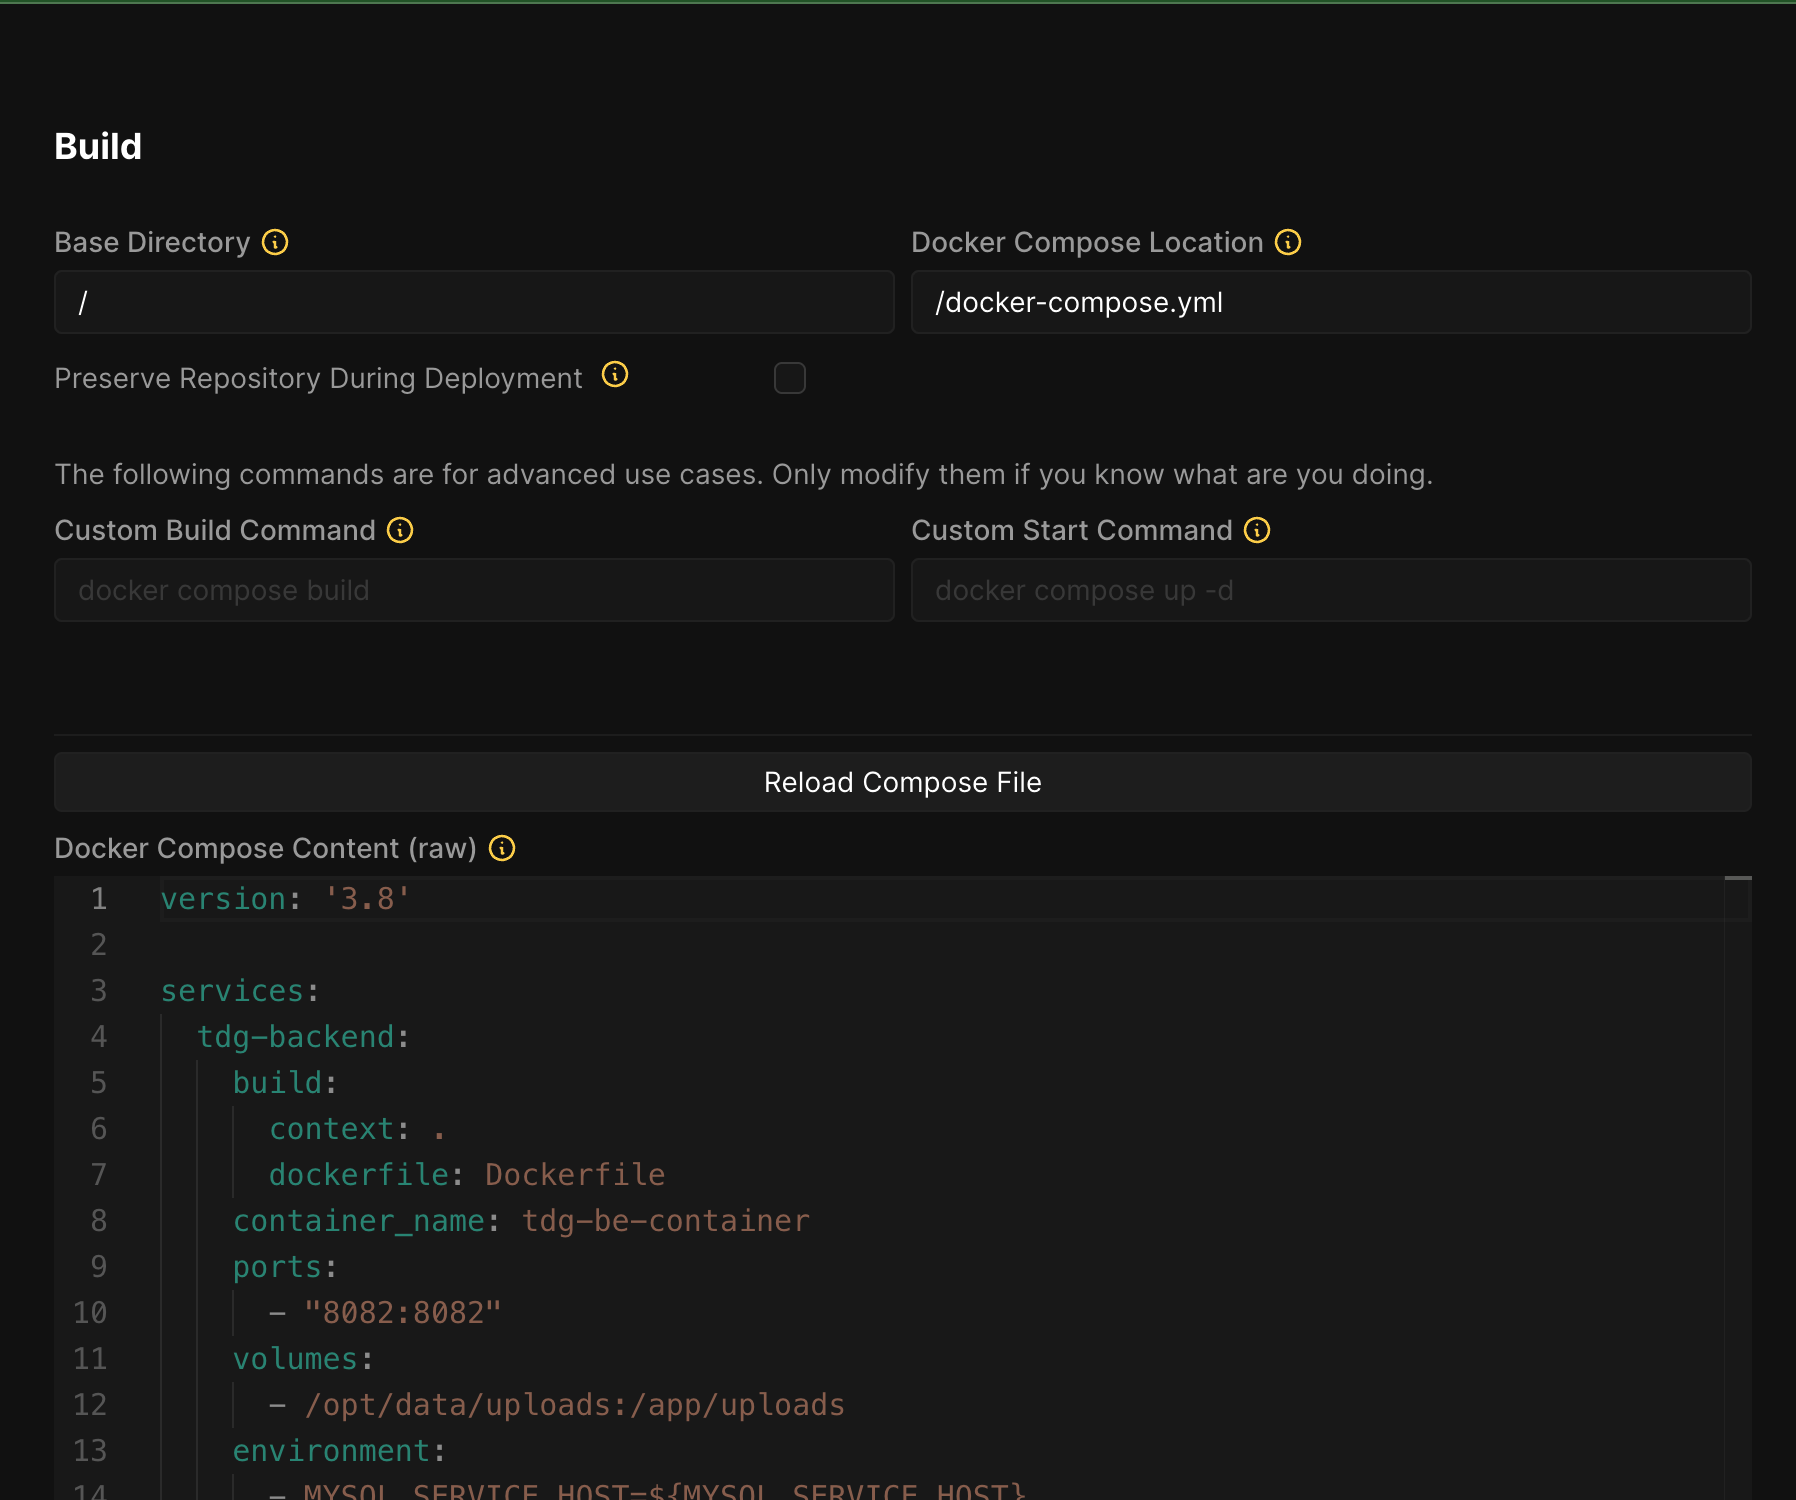 Build
Base Directory
Docker Compose Location
/
/docker-compose.yml
Preserve Repository During Deployment
The following commands are for advanced use cases. Only modify them if you know what are you doing.
Custom Build Command
Custom Start Command
docker compose build
docker compose up -d
Reload Compose File
Docker Compose Content (raw)
1 version: '3.8'
2
3 services:
4 tdg-backend:
5 build:
6 context: .
7 dockerfile: Dockerfile
8 container_name: tdg-be-container
9 ports:
10 - "8082:8082"
11 volumes:
12 - /opt/data/uploads:/app/uploads
13 environment:
14 - MYSQL_SERVICE_HOST=${MYSQL_SERVICE_HOST}